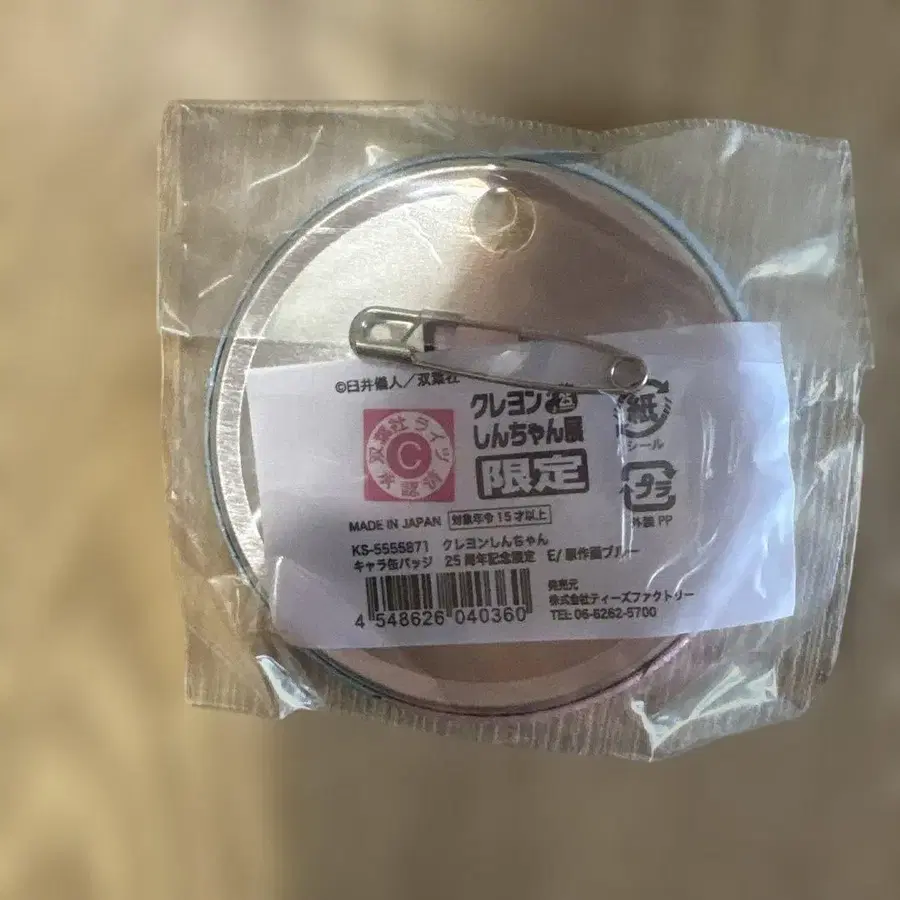 ©臼井儀人／双葉社
クレヨン
25
しんちゃん展
限定
双葉社ライツ承認
C
紙
シール
プラ
外装 PP
MADE IN JAPAN 対象年令15才以上
KS-5555871 クレヨンしんちゃん
キャラ缶バッジ 25周年記念限定 E/ 原作画ブルー
発売元
株式会社ティーズファクトリー
TEL 06-6262-5700
4 548626 040360